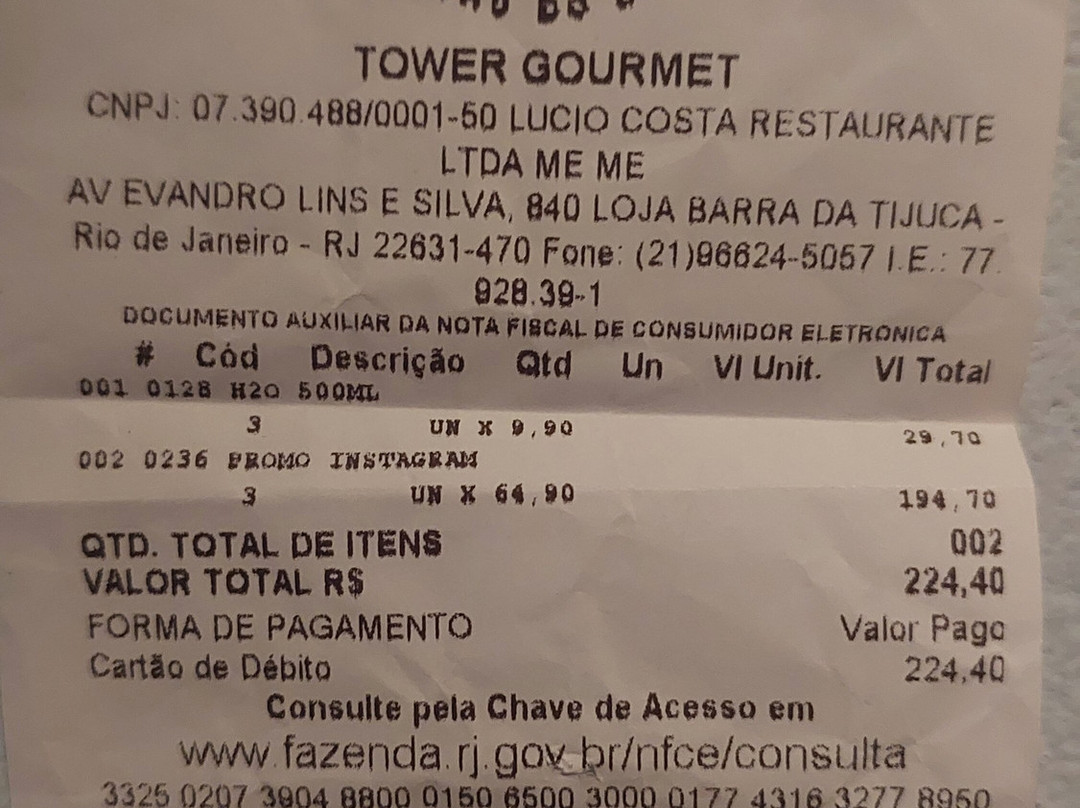 TOWER GOURMET
CNPJ: 07.390.488/0001-50 LUCIO COSTA RESTAURANTE
LTDA ME ME
AV EVANDRO LINS E SILVA, 840 LOJA BARRA DA TIJUCA -
Rio de Janeiro - RJ 22631-470 Fone: (21)96624-5057 I.E.: 77.
928.39-1
DOCUMENTO AUXILIAR DA NOTA FISCAL DE CONSUMIDOR ELETRONICA
# Cód Descrição Qtd Un Vl Unit. Vl Total
001 0128 H2O 500ML
3 UN X 9,90 29,70
002 0236 PROMO INSTAGRAM
3 UN X 64,90 194,70
QTD. TOTAL DE ITENS 002
VALOR TOTAL R$ 224,40
FORMA DE PAGAMENTO Valor Pago
Cartão de Débito 224,40
Consulte pela Chave de Acesso em
www.fazenda.rj.gov.br/nfce/consulta
3325 0207 3904 8800 0150 6500 3000 0177 4316 3277 8950